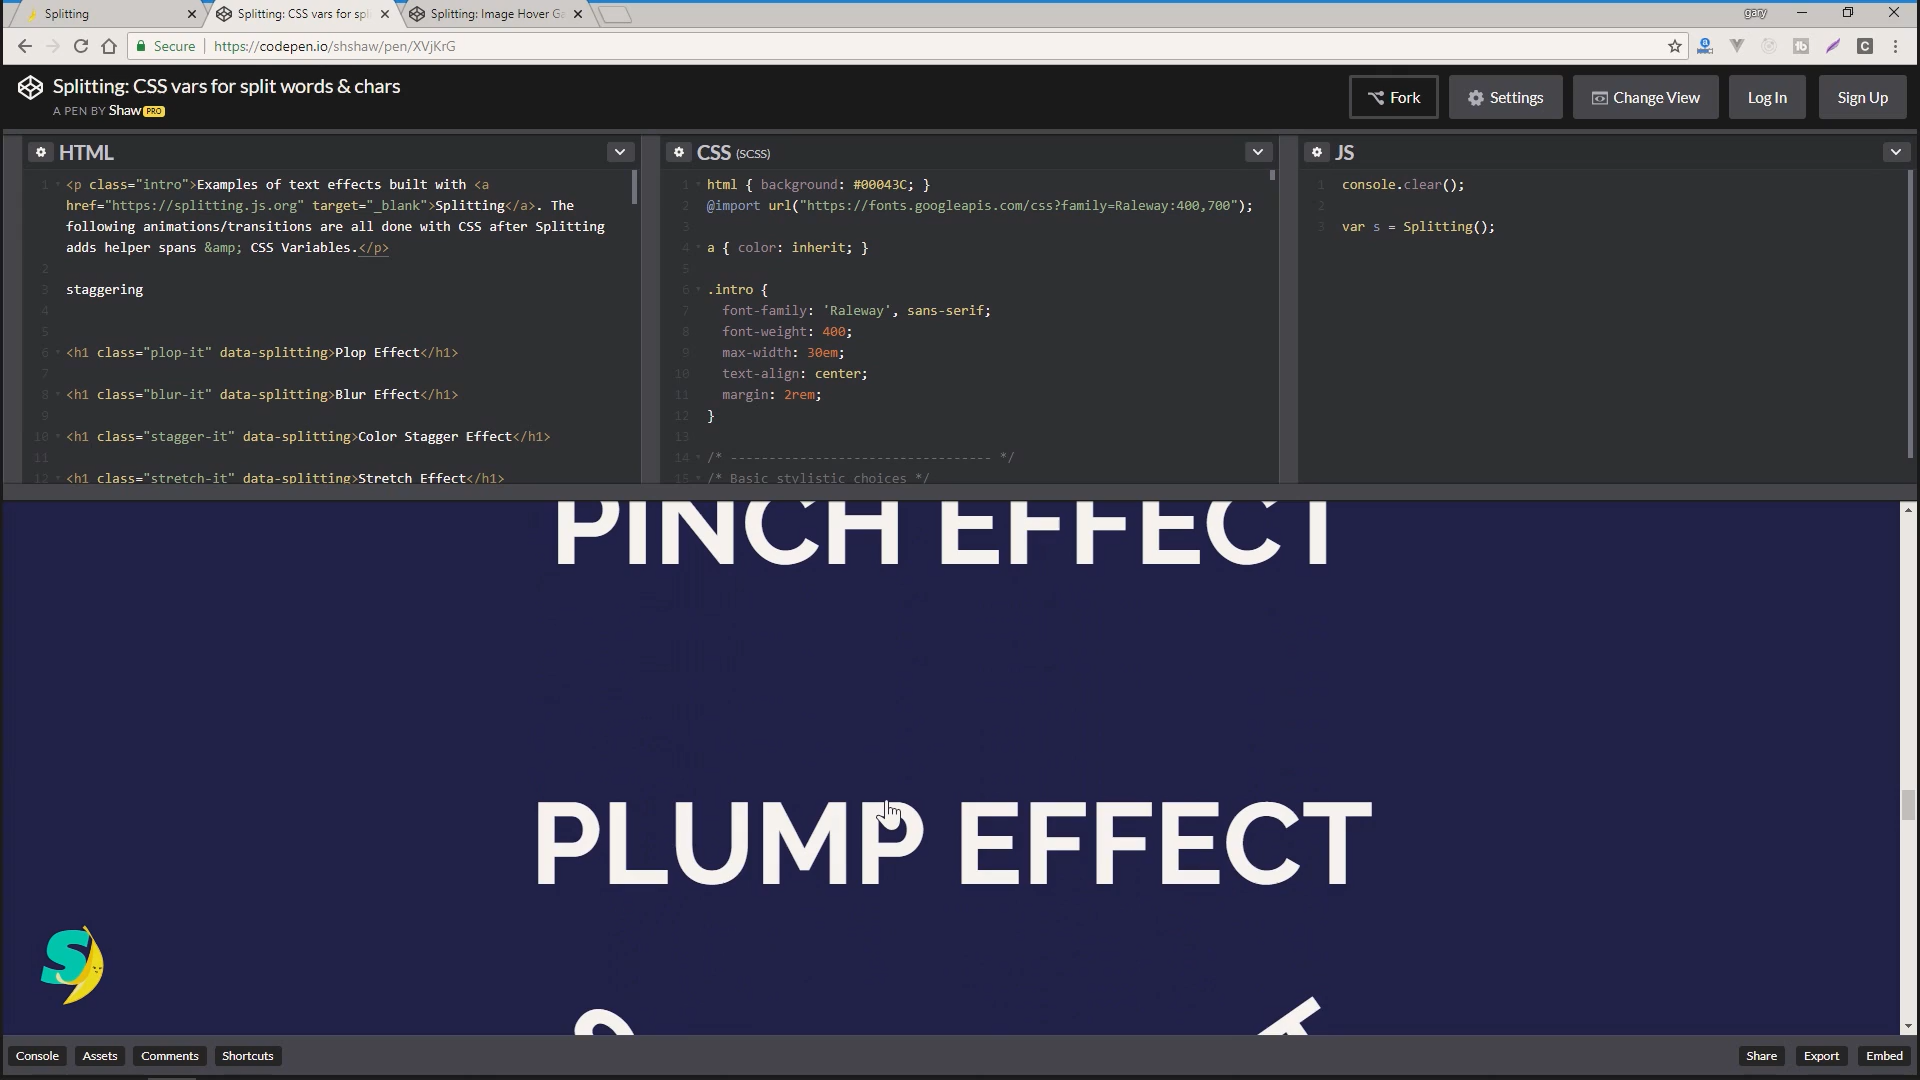 Splitting
Splitting: CSS vars for spl
Splitting: Image Hover Ga
gary
Secure
https://codepen.io/shshaw/pen/XVjKrG
Splitting: CSS vars for split words & chars
A PEN BY Shaw PRO
Fork
Settings
Change View
Log In
Sign Up
HTML
1 <p class="intro">Examples of text effects built with <a
href="https://splitting.js.org" target="_blank">Splitting</a>. The
following animations/transitions are all done with CSS after Splitting
adds helper spans &amp; CSS Variables.</p>
2
3 staggering
4
5
6 <h1 class="plop-it" data-splitting>Plop Effect</h1>
7
8 <h1 class="blur-it" data-splitting>Blur Effect</h1>
9
10 <h1 class="stagger-it" data-splitting>Color Stagger Effect</h1>
11
12 <h1 class="stretch-it" data-splitting>Stretch Effect</h1>
CSS (SCSS)
1 html { background: #00043C; }
2 @import url("https://fonts.googleapis.com/css?family=Raleway:400,700");
3
4 a { color: inherit; }
5
6 .intro {
7 font-family: 'Raleway', sans-serif;
8 font-weight: 400;
9 max-width: 30em;
10 text-align: center;
11 margin: 2rem;
12 }
13
14 /* ---------------------------------- */
15 /* Basic stylistic choices */
JS
1 console.clear();
2
3 var s = Splitting();
PINCH EFFECT
PLUMP EFFECT
S
Console
Assets
Comments
Shortcuts
Share
Export
Embed